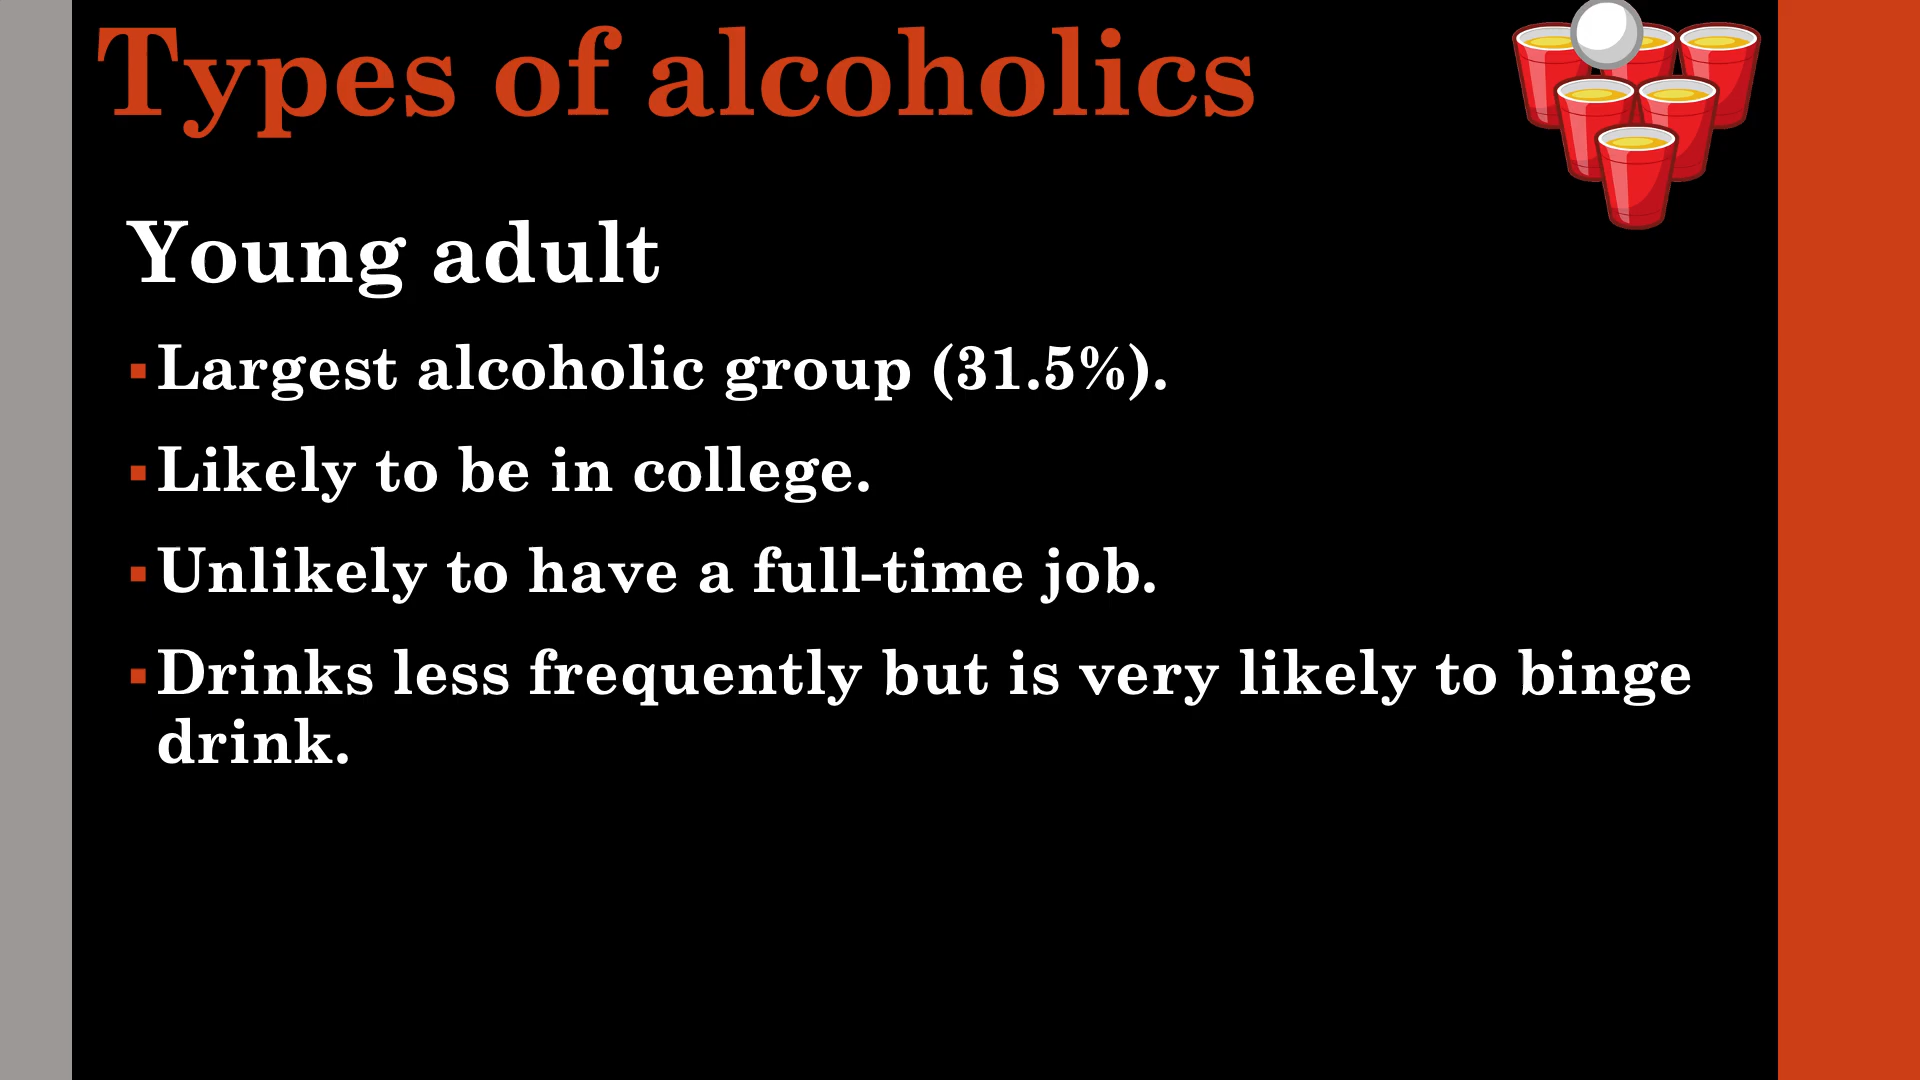 Types of alcoholics
Young adult
▪Largest alcoholic group (31.5%).
▪Likely to be in college.
▪Unlikely to have a full-time job.
▪Drinks less frequently but is very likely to binge
drink.